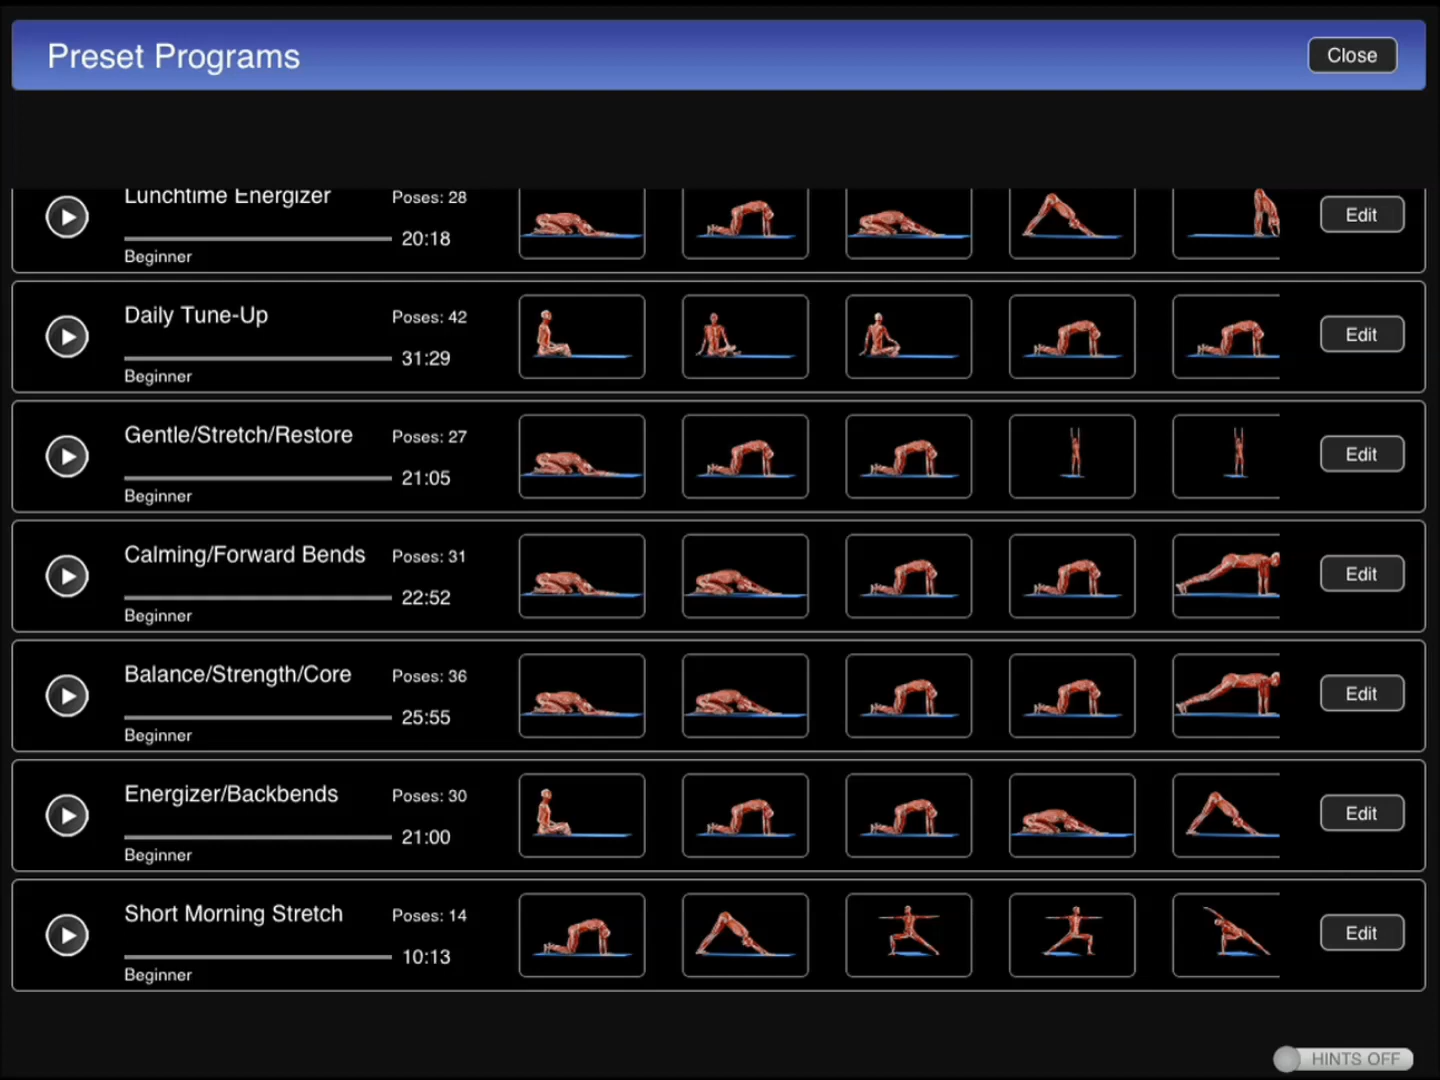 Preset Programs
Close
Lunchtime Energizer
Poses: 28
20:18
Beginner
Edit
Daily Tune-Up
Poses: 42
31:29
Beginner
Edit
Gentle/Stretch/Restore
Poses: 27
21:05
Beginner
Edit
Calming/Forward Bends
Poses: 31
22:52
Beginner
Edit
Balance/Strength/Core
Poses: 36
25:55
Beginner
Edit
Energizer/Backbends
Poses: 30
21:00
Beginner
Edit
Short Morning Stretch
Poses: 14
10:13
Beginner
Edit
HINTS OFF